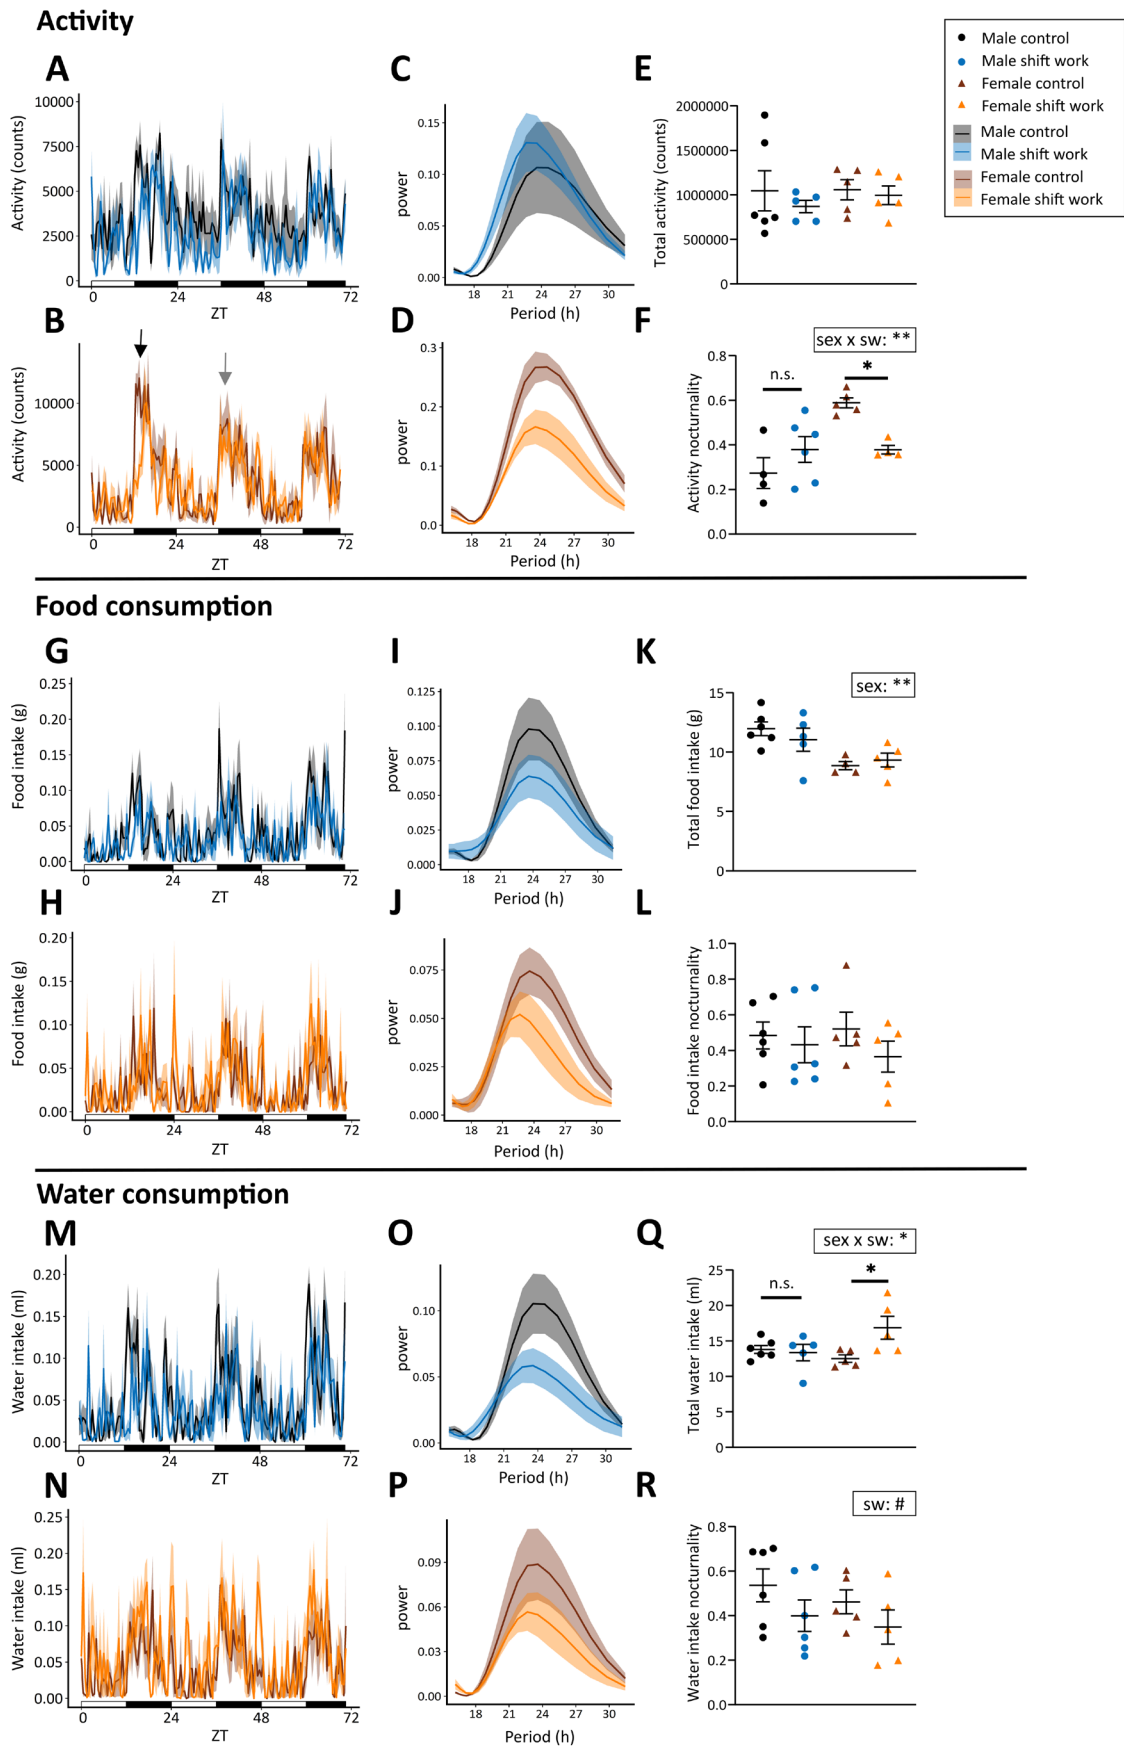 Activity
Male control
Male shift work
Female control
Female shift work
Male control
Male shift work
Female control
Female shift work
A
Activity (counts)
10000
7500
5000
2500
0
0 24 48 72
ZT
C
power
0.15
0.10
0.05
0.00
18 21 24 27 30
Period (h)
E
Total activity (counts)
2000000
1500000
1000000
500000
0
B
Activity (counts)
10000
5000
0
0 24 48 72
ZT
D
power
0.3
0.2
0.1
0.0
18 21 24 27 30
Period (h)
F
sex x sw: **
n.s.
*
Activity nocturnality
0.8
0.6
0.4
0.2
0.0
Food consumption
G
Food intake (g)
0.25
0.20
0.15
0.10
0.05
0.00
0 24 48 72
ZT
I
power
0.125
0.100
0.075
0.050
0.025
0.000
18 21 24 27 30
Period (h)
K
sex: **
Total food intake (g)
15
10
5
0
H
Food intake (g)
0.20
0.15
0.10
0.05
0.00
0 24 48 72
ZT
J
power
0.075
0.050
0.025
0.000
18 21 24 27 30
Period (h)
L
Food intake nocturnality
1.0
0.8
0.6
0.4
0.2
0.0
Water consumption
M
Water intake (ml)
0.20
0.15
0.10
0.05
0.00
0 24 48 72
ZT
O
power
0.10
0.05
0.00
18 21 24 27 30
Period (h)
Q
sex x sw: *
n.s.
*
Total water intake (ml)
25
20
15
10
5
0
N
Water intake (ml)
0.25
0.20
0.15
0.10
0.05
0.00
0 24 48 72
ZT
P
power
0.09
0.06
0.03
0.00
18 21 24 27 30
Period (h)
R
sw: #
Water intake nocturnality
0.8
0.6
0.4
0.2
0.0